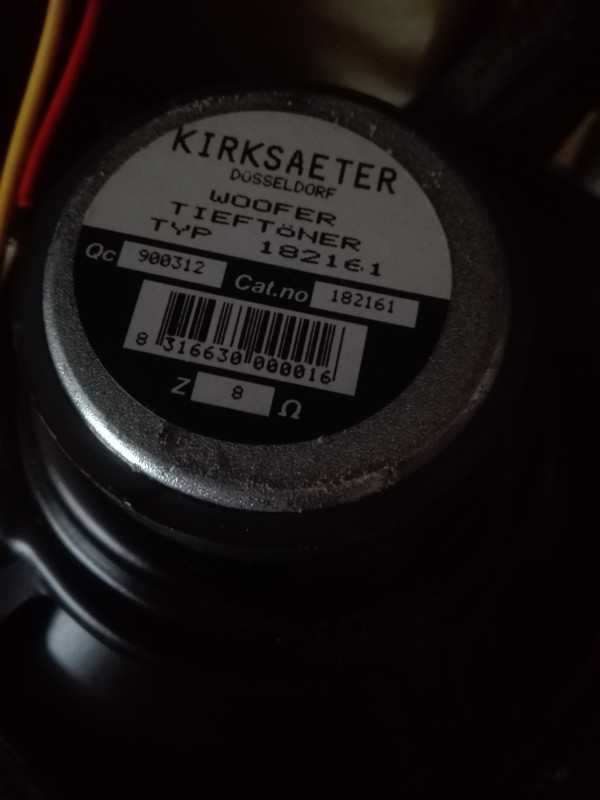 KIRKSAETER
DüSSELDORF
WOOFER
TIEFTöNER
TYP 182161
Qc 900312 Cat.no 182161
8 316630 000016
Z 8 Ω